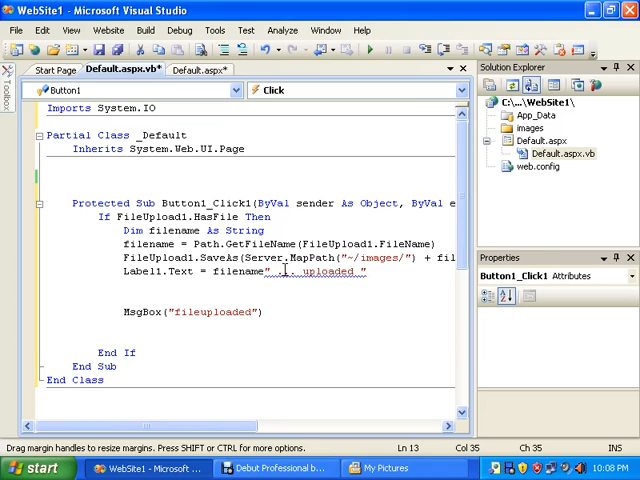 WebSite1 - Microsoft Visual Studio
File Edit View Website Build Debug Tools Test Analyze Window Help
Start Page Default.aspx.vb* Default.aspx*
Button1 Click
Toolbox
Imports System.IO
Partial Class _Default
Inherits System.Web.UI.Page
Protected Sub Button1_Click1(ByVal sender As Object, ByVal e
If FileUpload1.HasFile Then
Dim filename As String
filename = Path.GetFileName(FileUpload1.FileName)
FileUpload1.SaveAs(Server.MapPath("~/images/") + fil
Label1.Text = filename" ... uploaded "
MsgBox("fileuploaded")
End If
End Sub
End Class
Solution Explorer
C:\...\WebSite1\
App_Data
images
Default.aspx
Default.aspx.vb
web.config
Properties
Button1_Click1 Attributes
Drag margin handles to resize margins. Press SHIFT or CTRL for more options. Ln 13 Col 35 Ch 35 INS
start WebSite1 - Microsoft ... Debut Professional b... My Pictures 10:08 PM